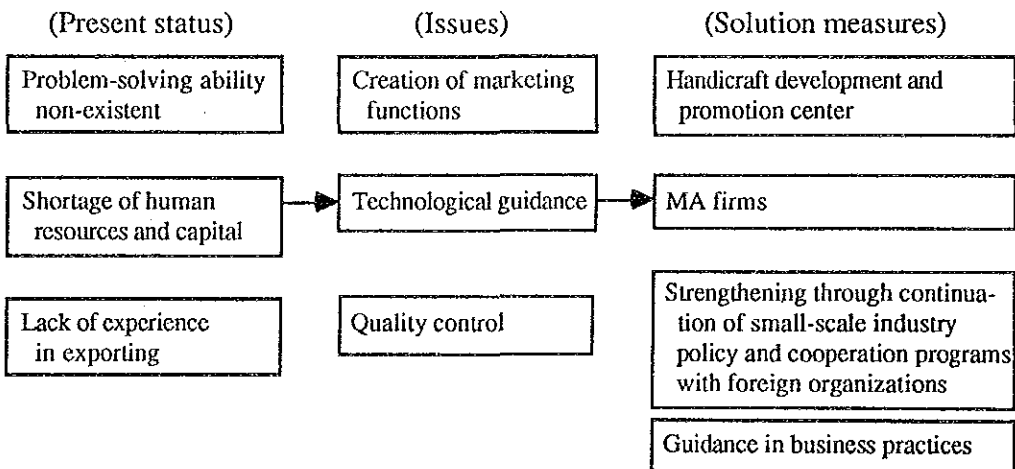 (Present status)
(Issues)
(Solution measures)
Problem-solving ability
non-existent
Creation of marketing
functions
Handicraft development and
promotion center
Shortage of human
resources and capital
Technological guidance
MA firms
Lack of experience
in exporting
Quality control
Strengthening through continua-
tion of small-scale industry
policy and cooperation programs
with foreign organizations
Guidance in business practices